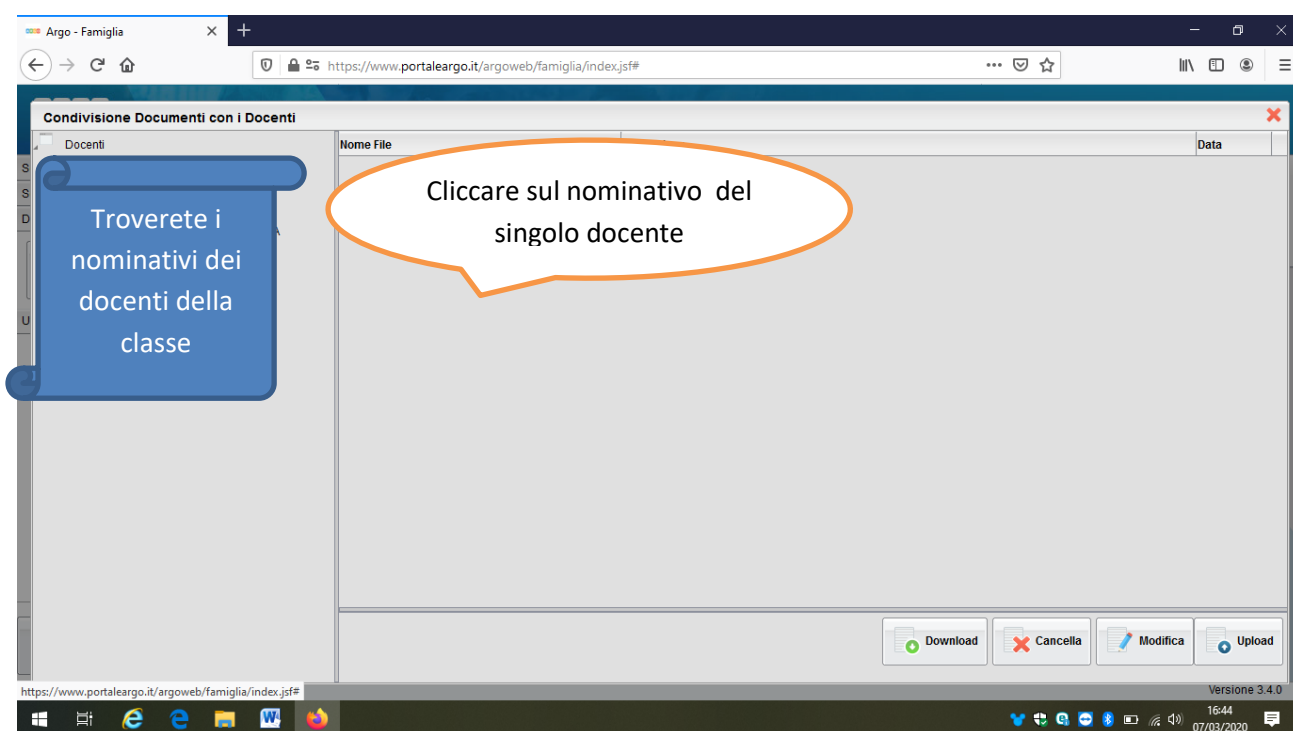 Argo - Famiglia
https://www.portaleargo.it/argoweb/famiglia/index.jsf#
Condivisione Documenti con i Docenti
Docenti
Nome File
Data
Troverete i
nominativi dei
docenti della
classe
Cliccare sul nominativo del
singolo docente
S
S
D
A
U
Download
Cancella
Modifica
Upload
https://www.portaleargo.it/argoweb/famiglia/index.jsf#
Versione 3.4.0
16:44
07/03/2020